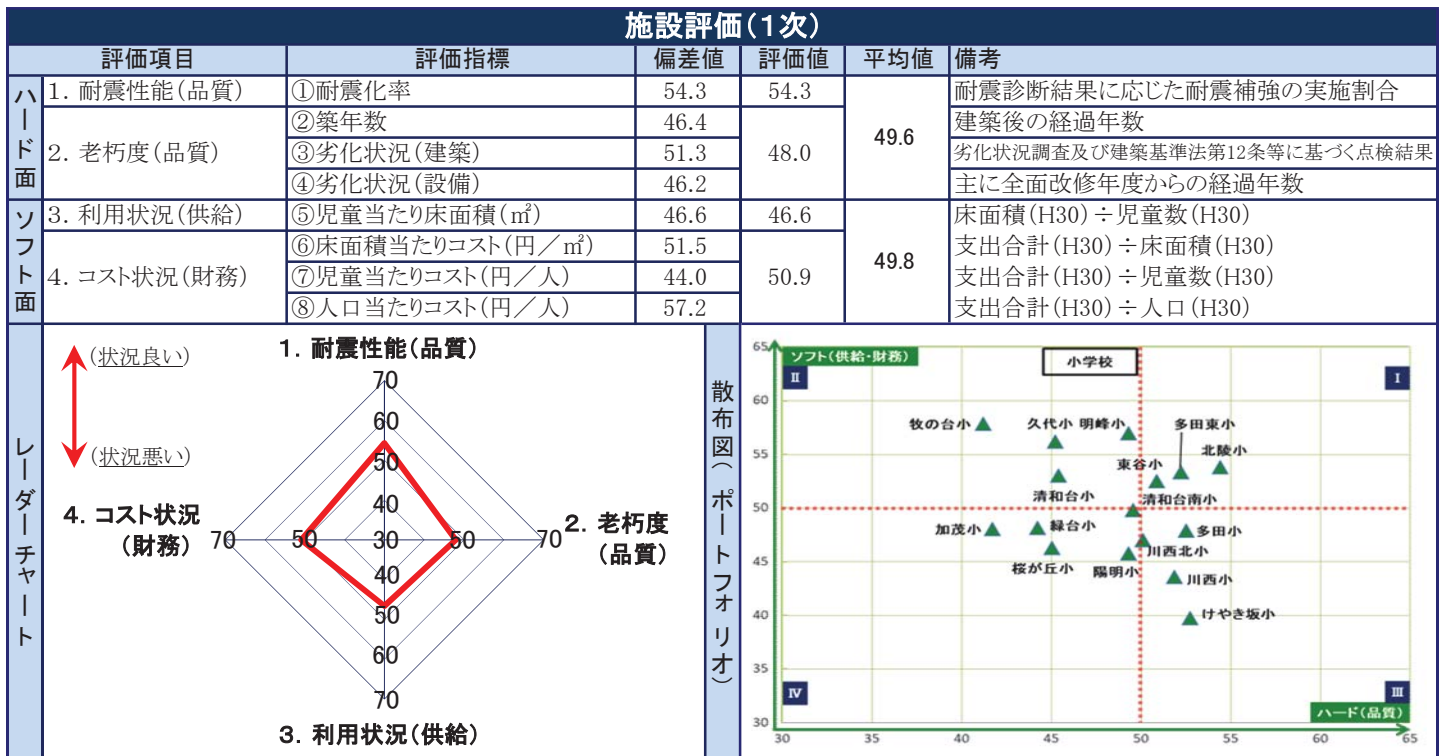 施設評価(1次)
評価項目 評価指標 偏差値 評価値 平均値 備考
ハード面
1. 耐震性能(品質) ①耐震化率 54.3 54.3 49.6 耐震診断結果に応じた耐震補強の実施割合
2. 老朽度(品質) ②築年数 46.4 48.0 建築後の経過年数
③劣化状況(建築) 51.3 劣化状況調査及び建築基準法第12条等に基づく点検結果
④劣化状況(設備) 46.2 主に全面改修年度からの経過年数
ソフト面
3. 利用状況(供給) ⑤児童当たり床面積(㎡) 46.6 46.6 49.8 床面積(H30)÷児童数(H30)
4. コスト状況(財務) ⑥床面積当たりコスト(円/㎡) 51.5 50.9 支出合計(H30)÷床面積(H30)
⑦児童当たりコスト(円/人) 44.0 支出合計(H30)÷児童数(H30)
⑧人口当たりコスト(円/人) 57.2 支出合計(H30)÷人口(H30)
レーダーチャート
(状況良い)
(状況悪い)
1. 耐震性能(品質)
70
60
50
40
4. コスト状況
(財務)
70 50 30 50 70
2. 老朽度
(品質)
40
50
60
70
3. 利用状況(供給)
散布図(ポートフォリオ)
65
ソフト(供給・財務)
小学校
II
I
60
牧の台小
久代小
明峰小
多田東小
55
東谷小
北陵小
清和台小
清和台南小
50
加茂小
緑台小
多田小
川西北小
45
桜が丘小
陽明小
川西小
40
けやき坂小
35
IV
III
ハード(品質)
30
30 35 40 45 50 55 60 65